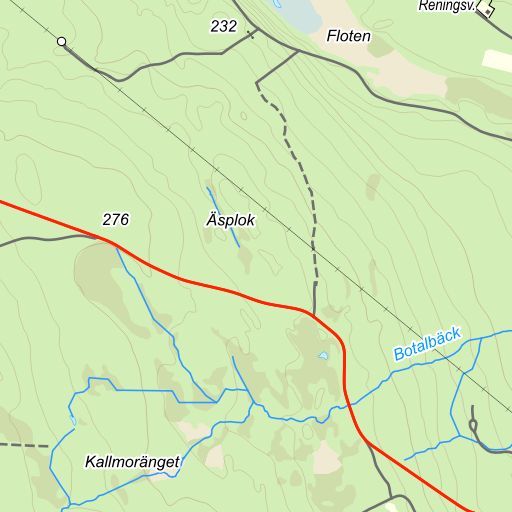 Reningsv.
232
Floten
276
Äsplok
Botalbäck
Kallmoränget